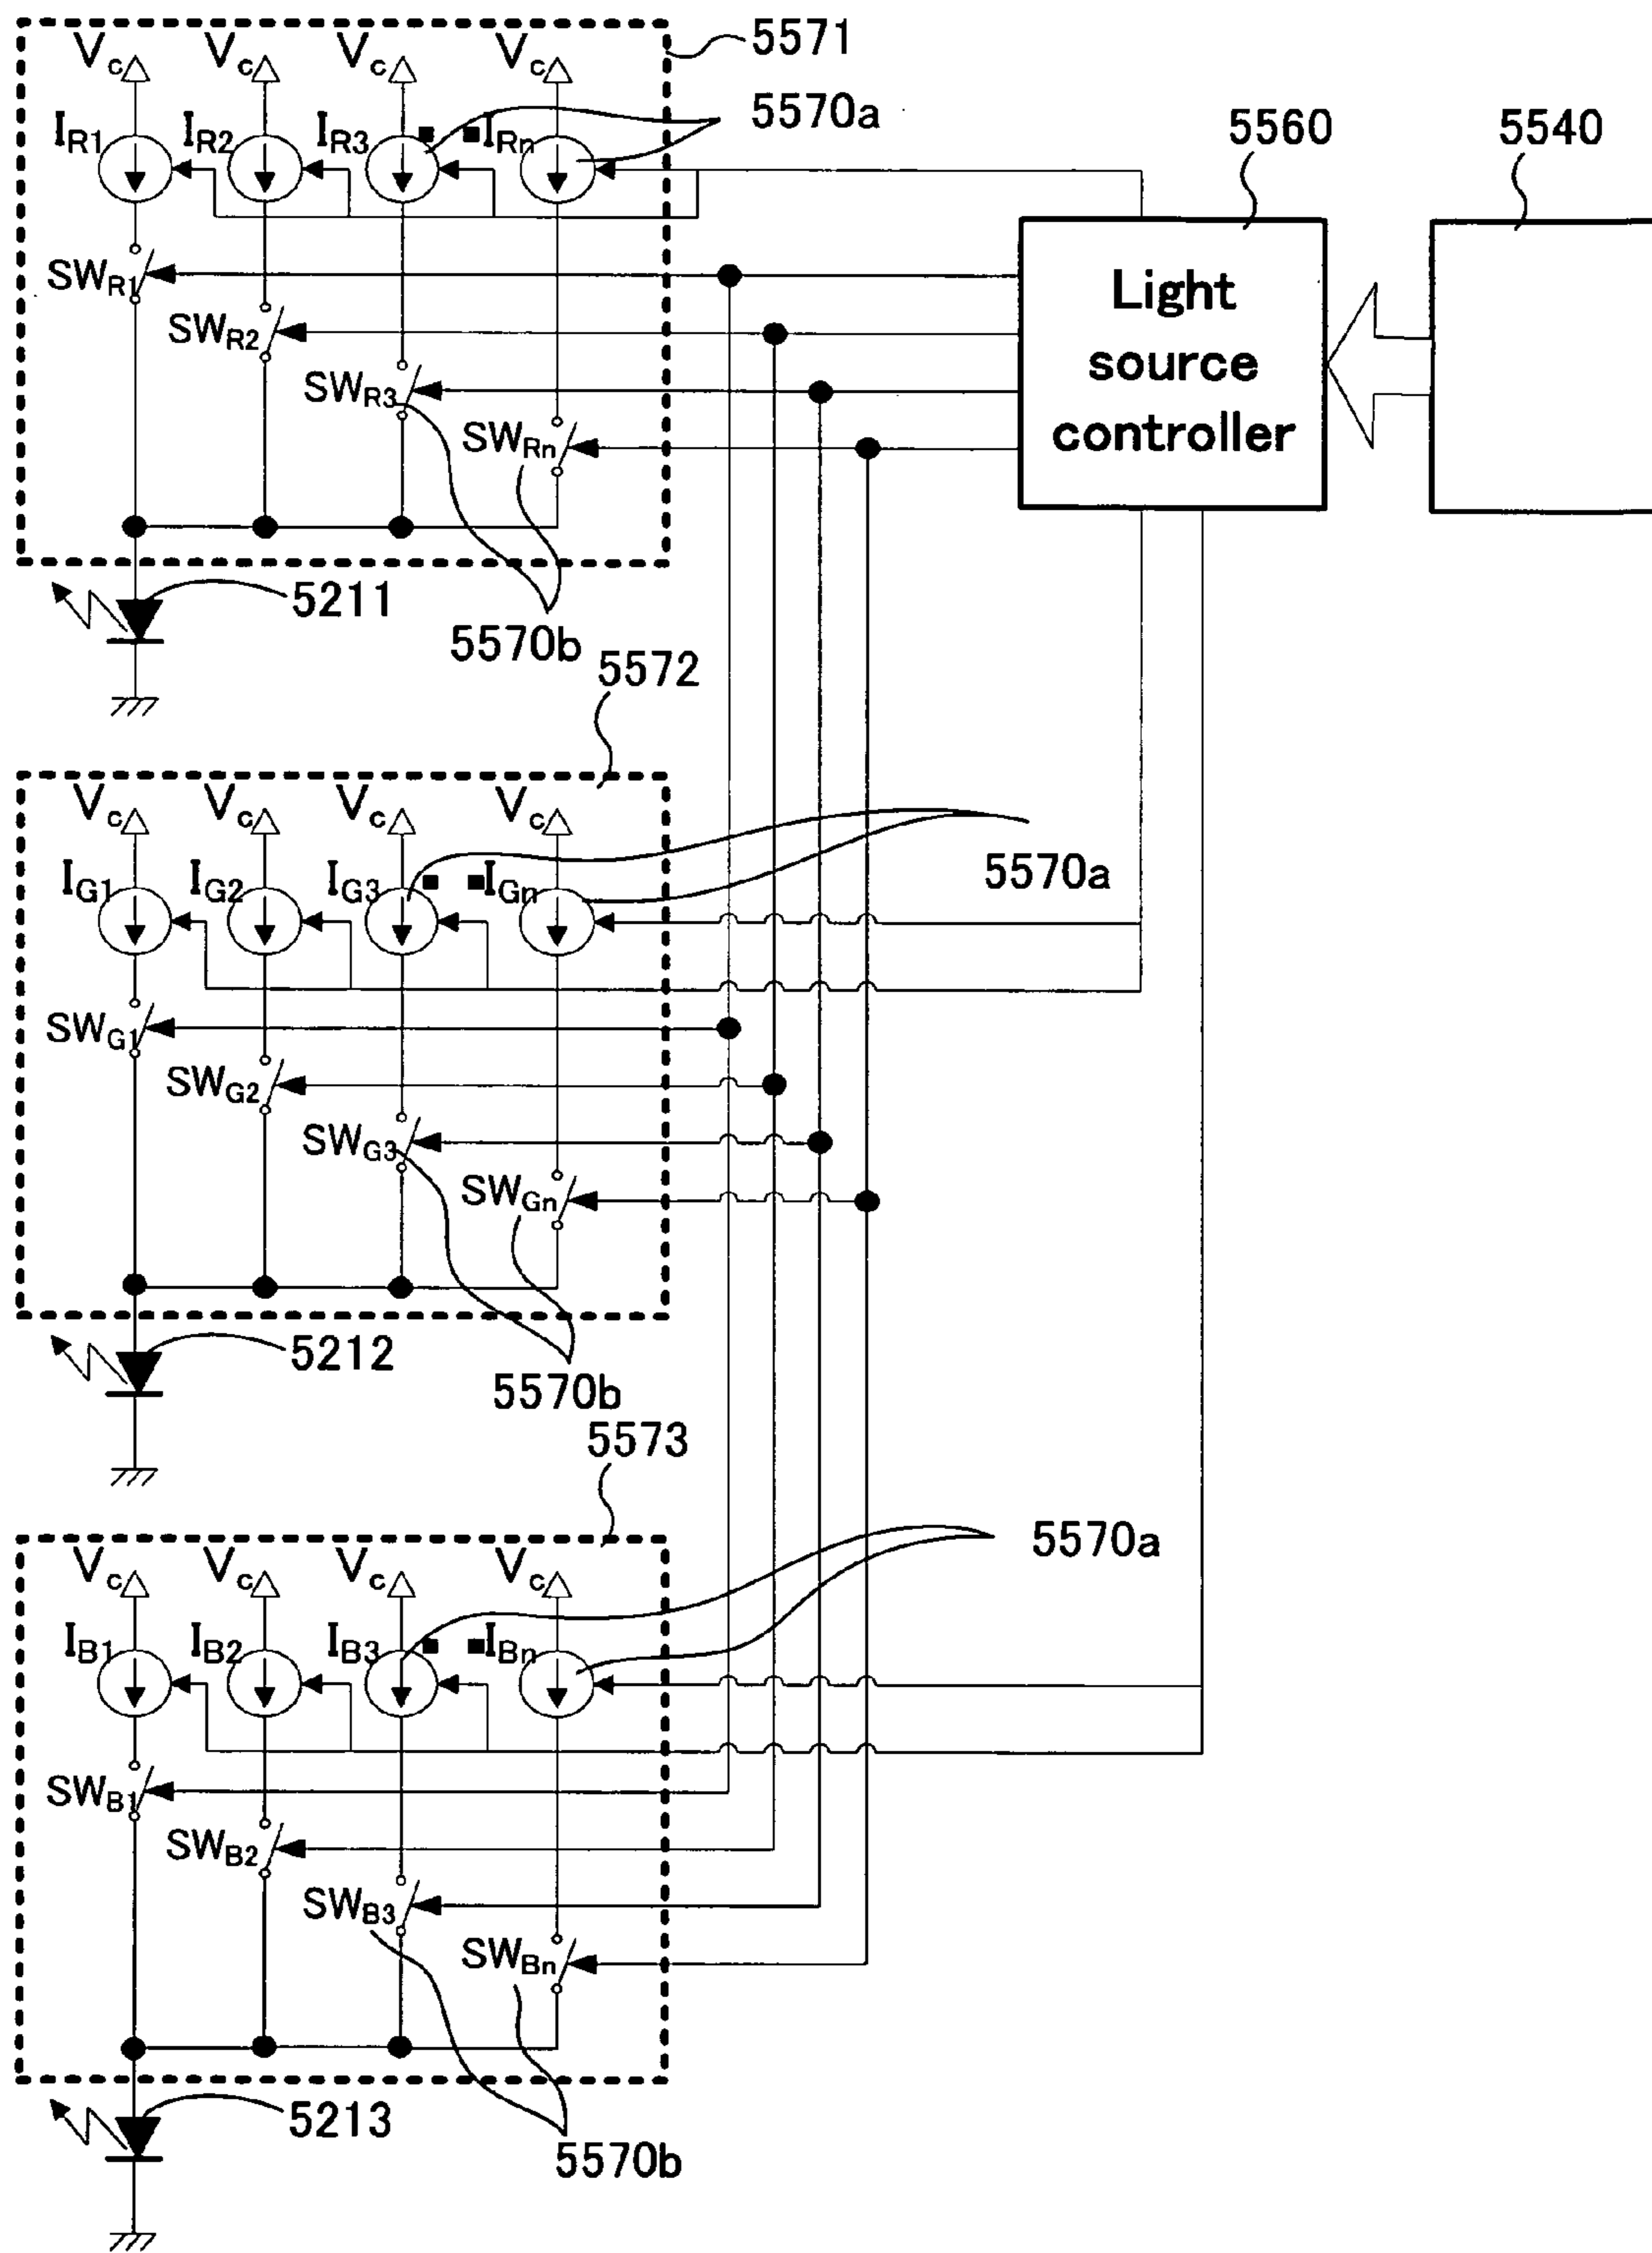 5571
Vc Vc Vc Vc
5570a
IR1 IR2 IR3 ■ ■ IRn
5560 5540
SWR1
SWR2
SWR3
SWRn
Light
source
controller
5211
5570b
5572
Vc Vc Vc Vc
IG1 IG2 IG3 ■ ■ IGn
5570a
SWG1
SWG2
SWG3
SWGn
5212
5570b
5573
Vc Vc Vc Vc
5570a
IB1 IB2 IB3 ■ ■ IBn
SWB1
SWB2
SWB3
SWBn
5213
5570b